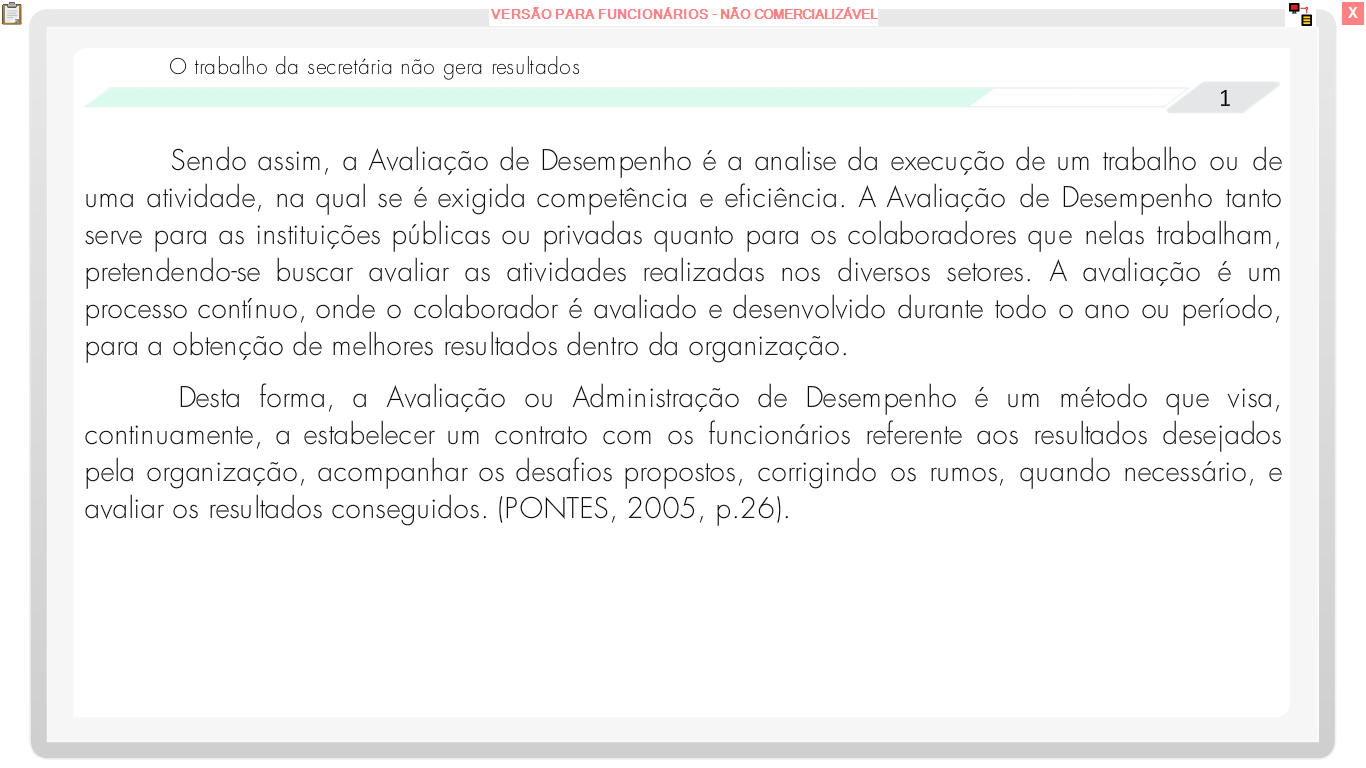 VERSÃO PARA FUNCIONÁRIOS - NÃO COMERCIALIZÁVEL
X
O trabalho da secretária não gera resultados
1
Sendo assim, a Avaliação de Desempenho é a analise da execução de um trabalho ou de
uma atividade, na qual se é exigida competência e eficiência. A Avaliação de Desempenho tanto
serve para as instituições públicas ou privadas quanto para os colaboradores que nelas trabalham,
pretendendo-se buscar avaliar as atividades realizadas nos diversos setores. A avaliação é um
processo contínuo, onde o colaborador é avaliado e desenvolvido durante todo o ano ou período,
para a obtenção de melhores resultados dentro da organização.
Desta forma, a Avaliação ou Administração de Desempenho é um método que visa,
continuamente, a estabelecer um contrato com os funcionários referente aos resultados desejados
pela organização, acompanhar os desafios propostos, corrigindo os rumos, quando necessário, e
avaliar os resultados conseguidos. (PONTES, 2005, p.26).